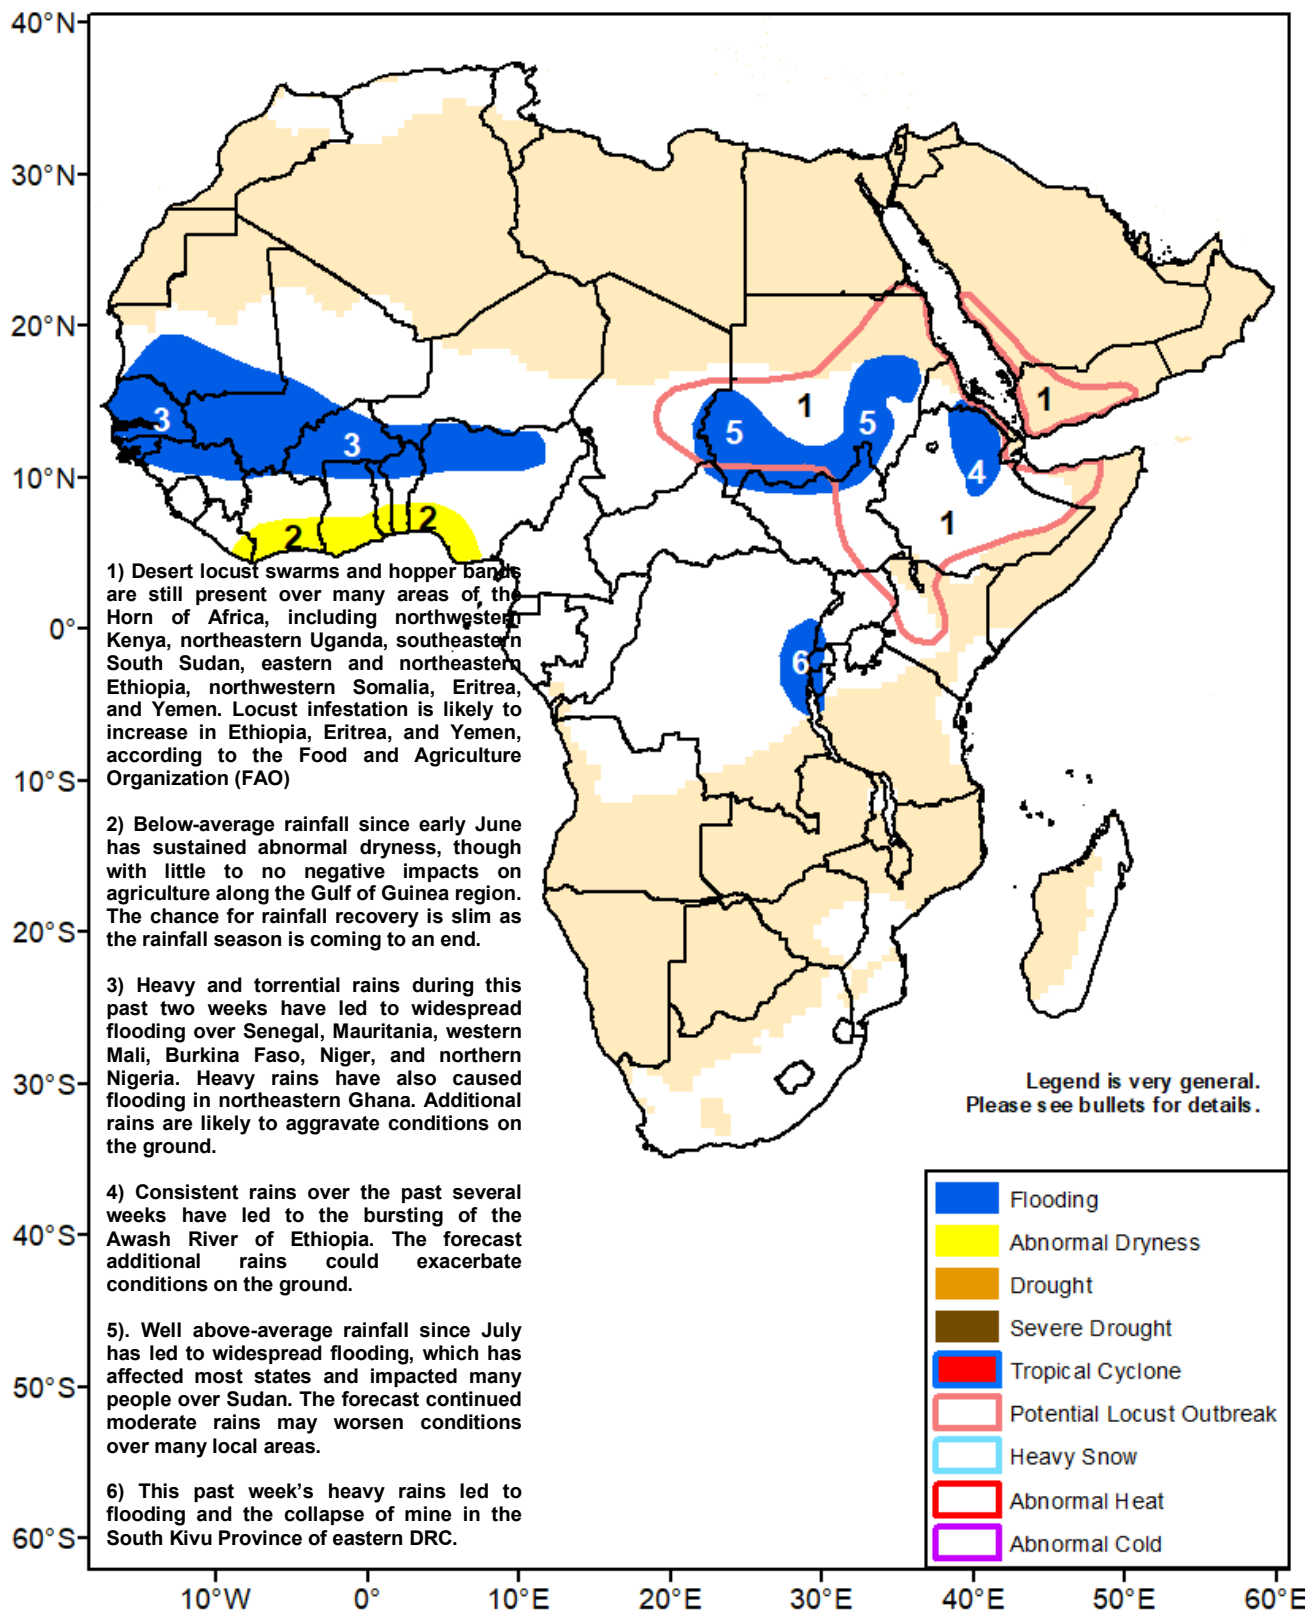 40°N
30°N
20°N
10°N
0°
10°S
20°S
30°S
40°S
50°S
60°S
10°W
0°
10°E
20°E
30°E
40°E
50°E
60°E
3
3
2
2
5
1
5
4
1
1
6
1) Desert locust swarms and hopper bands
are still present over many areas of the
Horn of Africa, including northwestern
Kenya, northeastern Uganda, southeastern
South Sudan, eastern and northeastern
Ethiopia, northwestern Somalia, Eritrea,
and Yemen. Locust infestation is likely to
increase in Ethiopia, Eritrea, and Yemen,
according to the Food and Agriculture
Organization (FAO)
2) Below-average rainfall since early June
has sustained abnormal dryness, though
with little to no negative impacts on
agriculture along the Gulf of Guinea region.
The chance for rainfall recovery is slim as
the rainfall season is coming to an end.
3) Heavy and torrential rains during this
past two weeks have led to widespread
flooding over Senegal, Mauritania, western
Mali, Burkina Faso, Niger, and northern
Nigeria. Heavy rains have also caused
flooding in northeastern Ghana. Additional
rains are likely to aggravate conditions on
the ground.
4) Consistent rains over the past several
weeks have led to the bursting of the
Awash River of Ethiopia. The forecast
additional rains could exacerbate
conditions on the ground.
5). Well above-average rainfall since July
has led to widespread flooding, which has
affected most states and impacted many
people over Sudan. The forecast continued
moderate rains may worsen conditions
over many local areas.
6) This past week's heavy rains led to
flooding and the collapse of mine in the
South Kivu Province of eastern DRC.
Legend is very general.
Please see bullets for details.
Flooding
Abnormal Dryness
Drought
Severe Drought
Tropical Cyclone
Potential Locust Outbreak
Heavy Snow
Abnormal Heat
Abnormal Cold